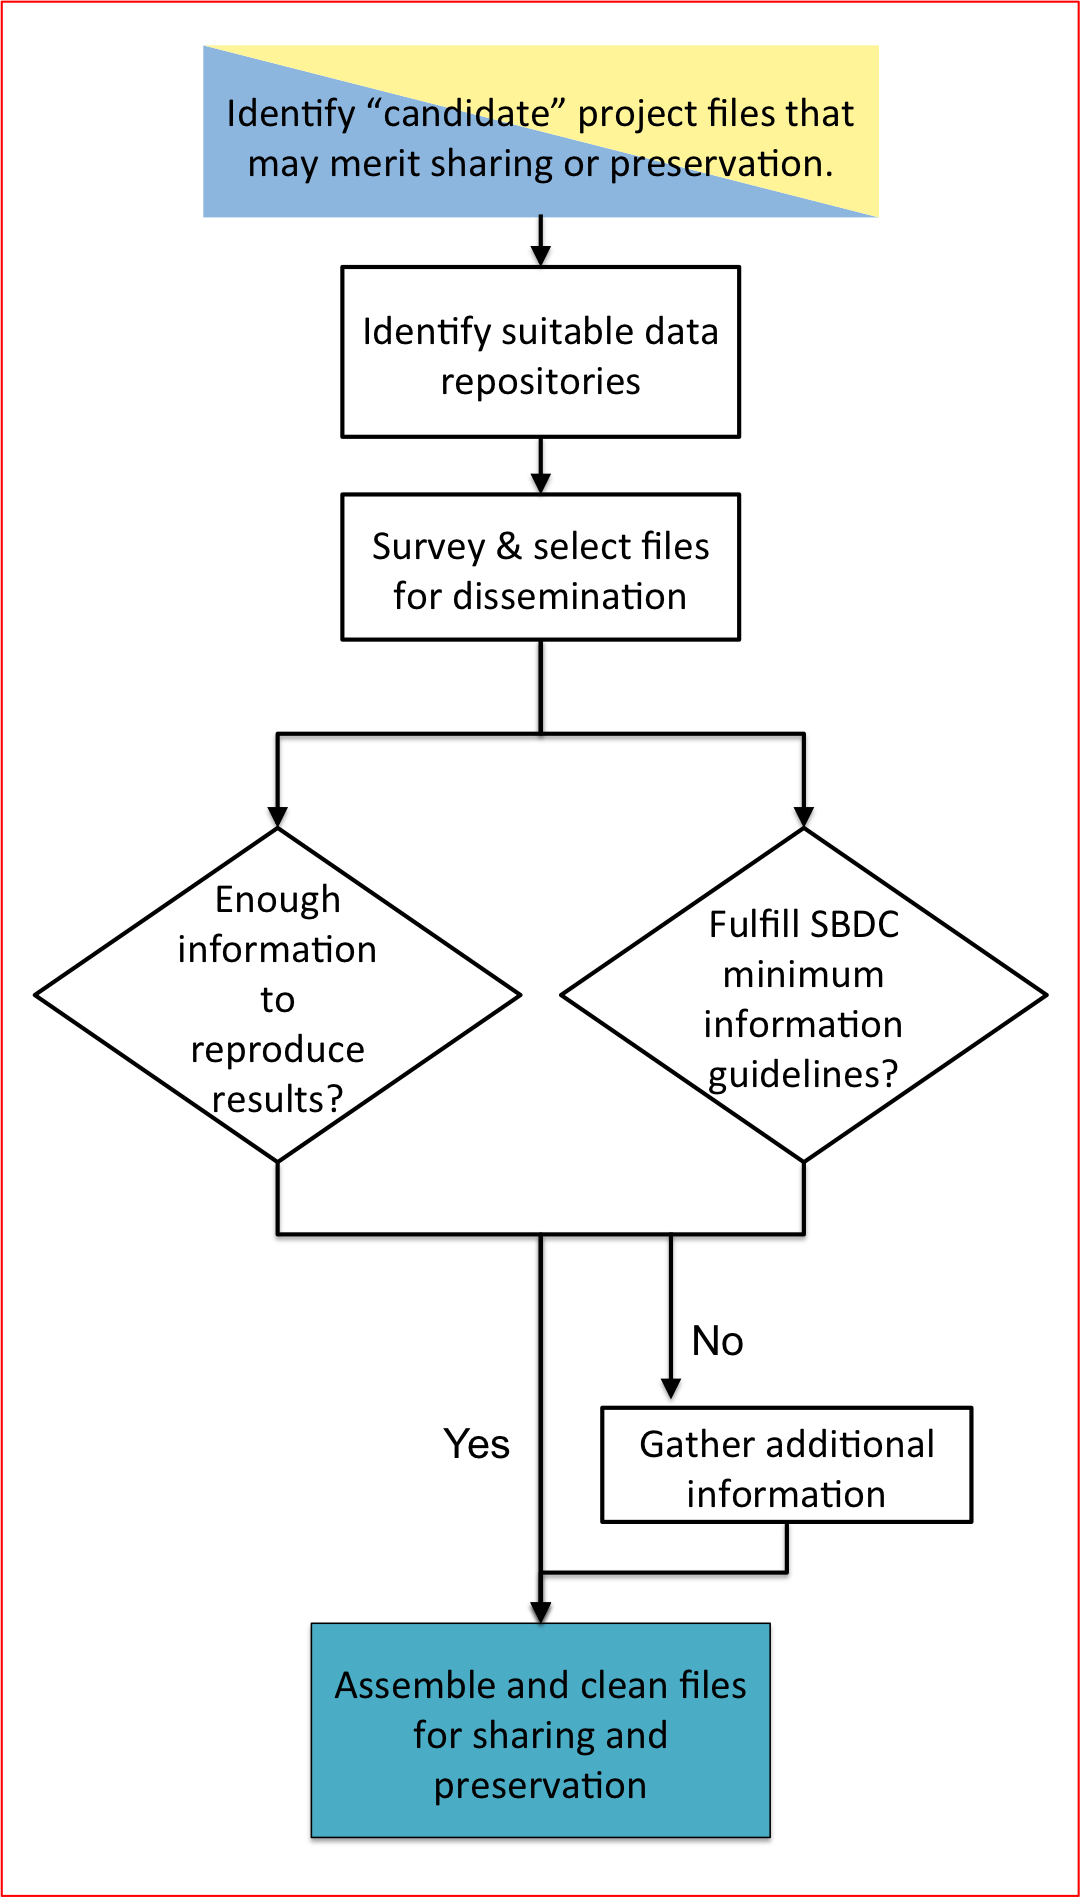 Identify “candidate” project files that
may merit sharing or preservation.
Identify suitable data
repositories
Survey & select files
for dissemination
Enough
information
to
reproduce
results?
Fulfill SBDC
minimum
information
guidelines?
No
Yes
Gather additional
information
Assemble and clean files
for sharing and
preservation